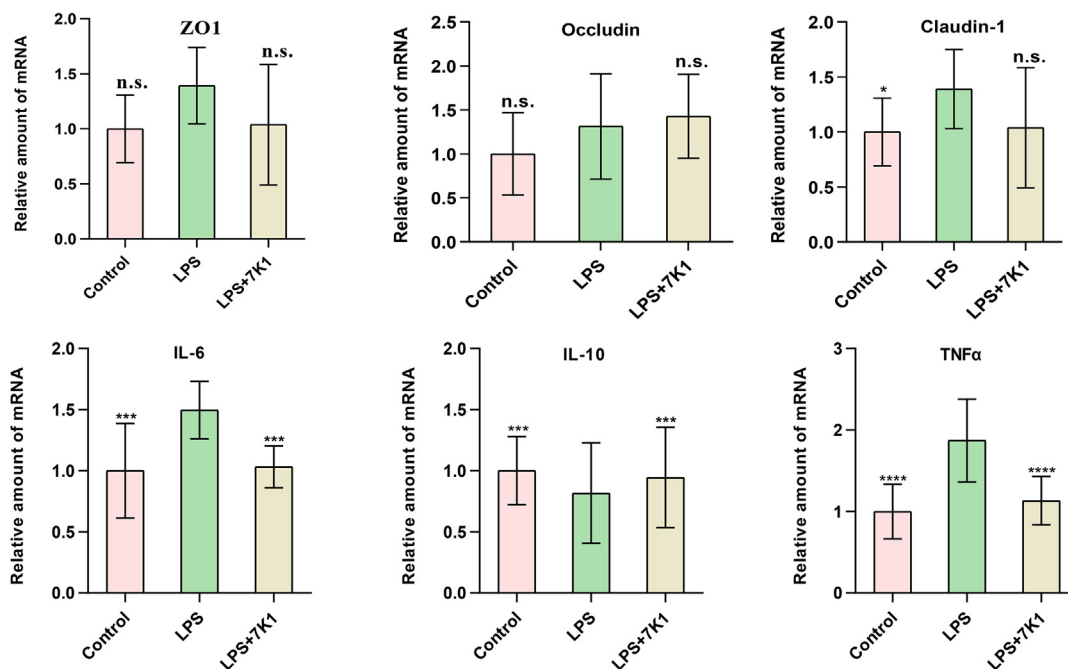 ZO1
Relative amount of mRNA
2.0
1.5
1.0
0.5
0.0
n.s.
n.s.
Control
LPS
LPS+7K1
Occludin
Relative amount of mRNA
2.5
2.0
1.5
1.0
0.5
0.0
n.s.
n.s.
Control
LPS
LPS+7K1
Claudin-1
Relative amount of mRNA
2.0
1.5
1.0
0.5
0.0
*
n.s.
Control
LPS
LPS+7K1
IL-6
Relative amount of mRNA
2.0
1.5
1.0
0.5
0.0
***
***
Control
LPS
LPS+7K1
IL-10
Relative amount of mRNA
2.0
1.5
1.0
0.5
0.0
***
***
Control
LPS
LPS+7K1
TNFα
Relative amount of mRNA
3
2
1
0
****
****
Control
LPS
LPS+7K1